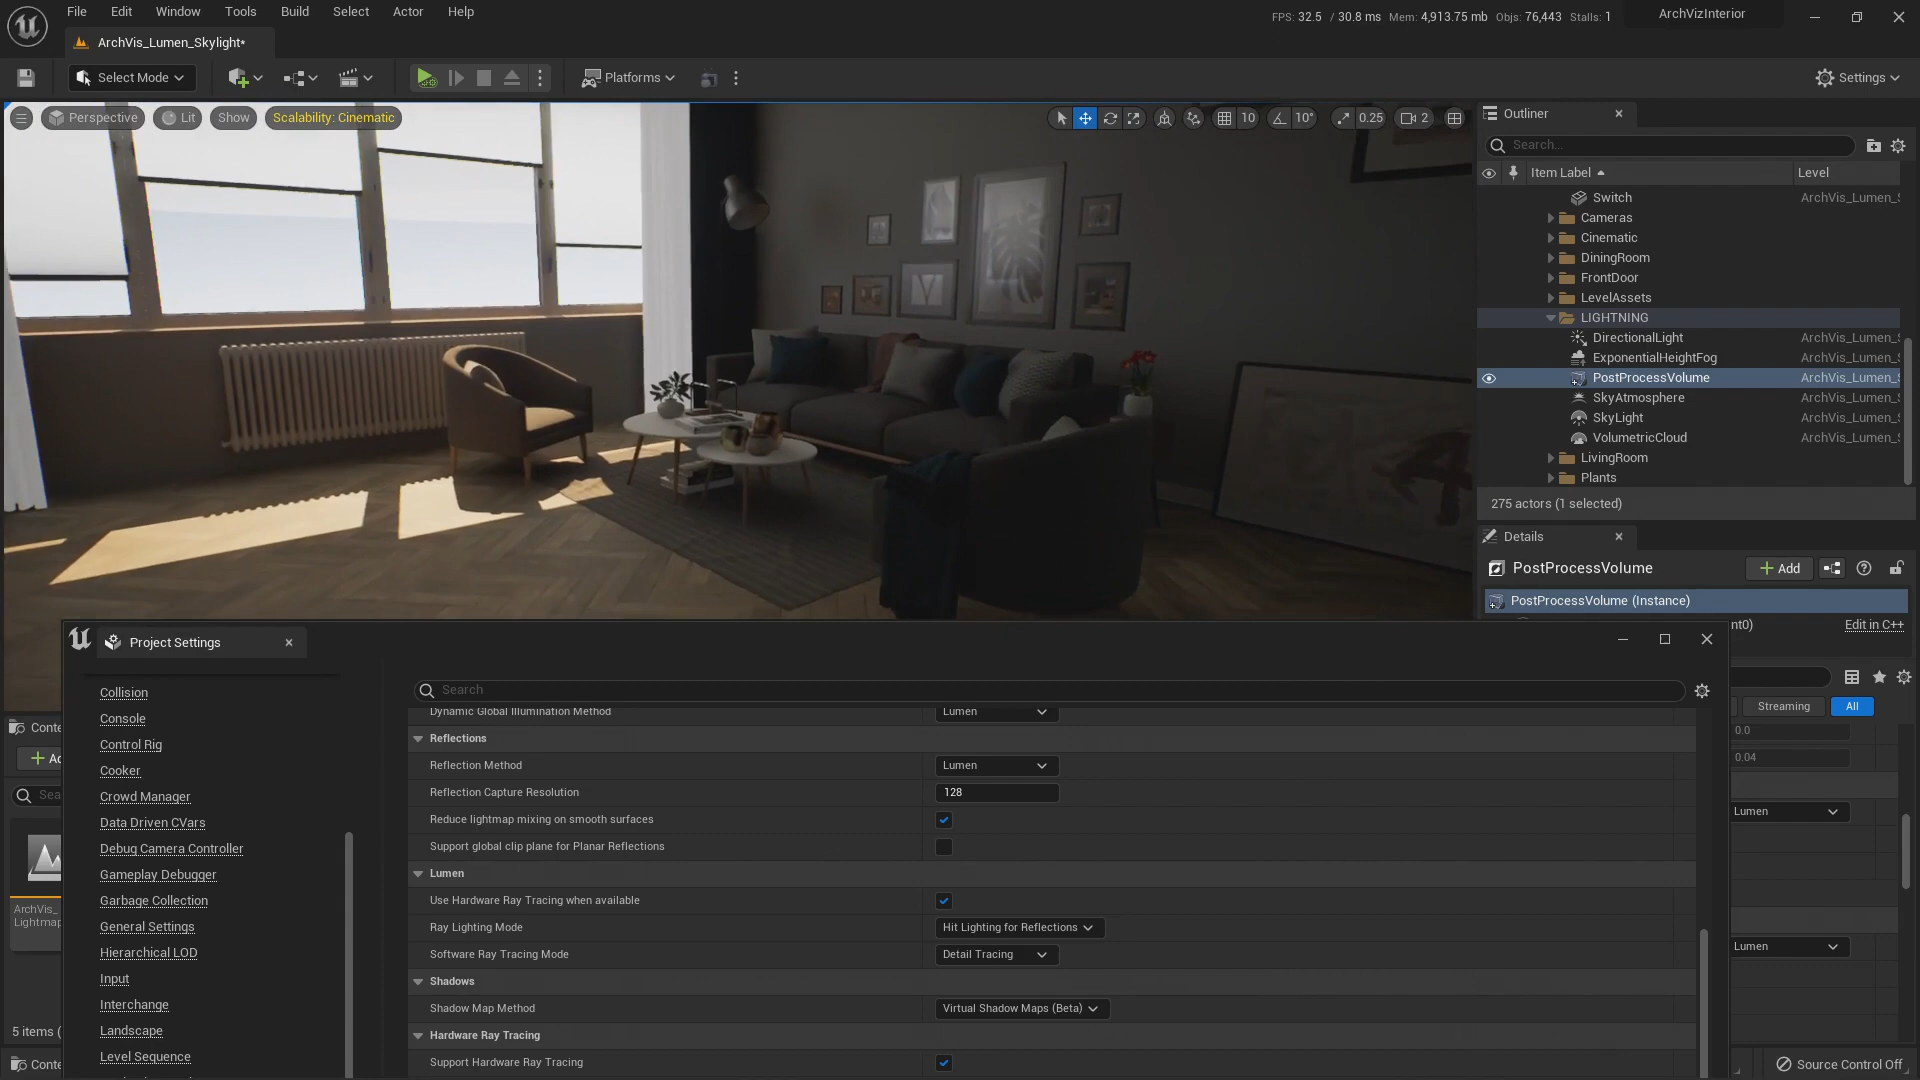 File Edit Window Tools Build Select Actor Help
FPS: 32.5 / 30.8 ms Mem: 4,913.75 mb Objs: 76,443 Stalls: 1
ArchVizInterior
ArchVis_Lumen_Skylight*
Select Mode
Platforms
Settings
Perspective Lit Show Scalability: Cinematic
10 10° 0.25 2
Outliner
Search...
Item Label Level
Switch ArchVis_Lumen_S
Cameras
Cinematic
DiningRoom
FrontDoor
LevelAssets
LIGHTNING
DirectionalLight ArchVis_Lumen_S
ExponentialHeightFog ArchVis_Lumen_S
PostProcessVolume ArchVis_Lumen_S
SkyAtmosphere ArchVis_Lumen_S
SkyLight ArchVis_Lumen_S
VolumetricCloud ArchVis_Lumen_S
LivingRoom
Plants
275 actors (1 selected)
Details
PostProcessVolume
Add
PostProcessVolume (Instance)
nt0) Edit in C++
Streaming All
0.0
0.04
Lumen
Lumen
Conte
Ad
Sea
ArchVis_
Lightmap
5 items (
Conte
Source Control Off
Project Settings
Collision
Console
Control Rig
Cooker
Crowd Manager
Data Driven CVars
Debug Camera Controller
Gameplay Debugger
Garbage Collection
General Settings
Hierarchical LOD
Input
Interchange
Landscape
Level Sequence
Search
Dynamic Global Illumination Method Lumen
Reflections
Reflection Method Lumen
Reflection Capture Resolution 128
Reduce lightmap mixing on smooth surfaces
Support global clip plane for Planar Reflections
Lumen
Use Hardware Ray Tracing when available
Ray Lighting Mode Hit Lighting for Reflections
Software Ray Tracing Mode Detail Tracing
Shadows
Shadow Map Method Virtual Shadow Maps (Beta)
Hardware Ray Tracing
Support Hardware Ray Tracing